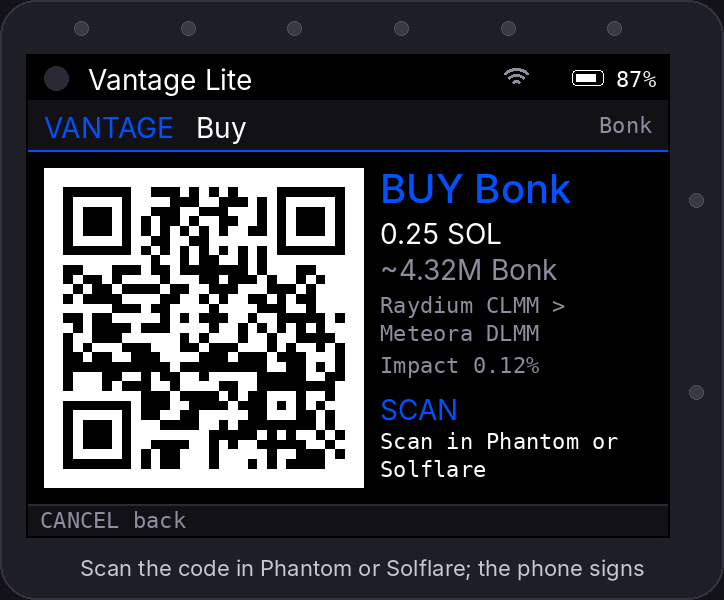 Vantage Lite
87%
VANTAGE Buy
Bonk
BUY Bonk
0.25 SOL
~4.32M Bonk
Raydium CLMM >
Meteora DLMM
Impact 0.12%
SCAN
Scan in Phantom or
Solflare
CANCEL back
Scan the code in Phantom or Solflare; the phone signs